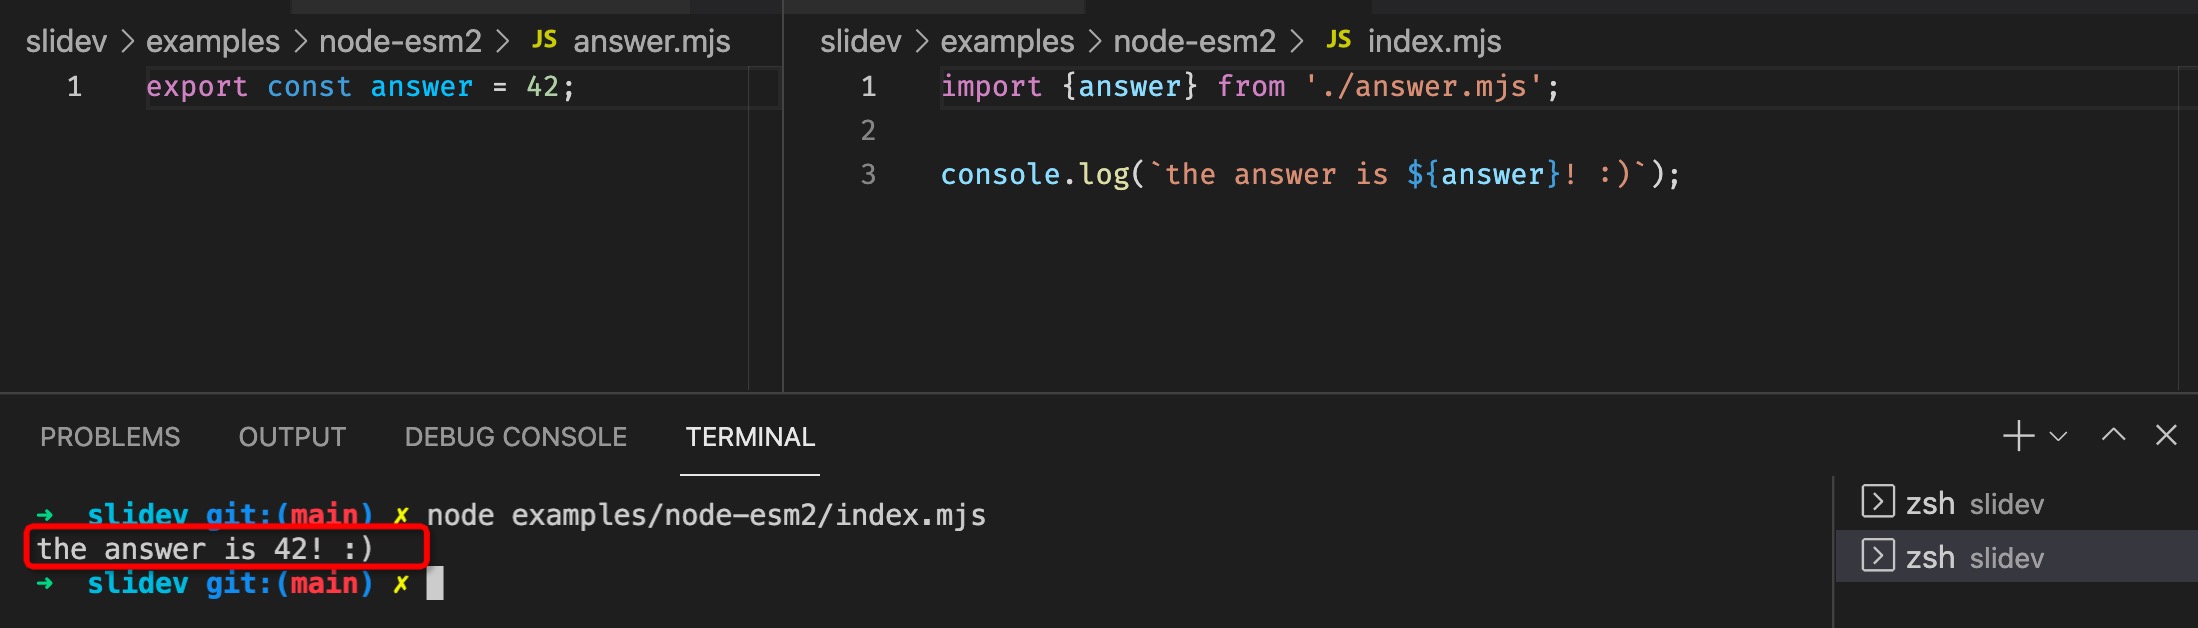 slidev > examples > node-esm2 > JS answer.mjs
1 export const answer = 42;
slidev > examples > node-esm2 > JS index.mjs
1 import {answer} from './answer.mjs';
2
3 console.log(`the answer is ${answer}! :)`);
PROBLEMS OUTPUT DEBUG CONSOLE TERMINAL
➜ slidev git:(main) ✗ node examples/node-esm2/index.mjs
the answer is 42! :)
➜ slidev git:(main) ✗
zsh slidev
zsh slidev